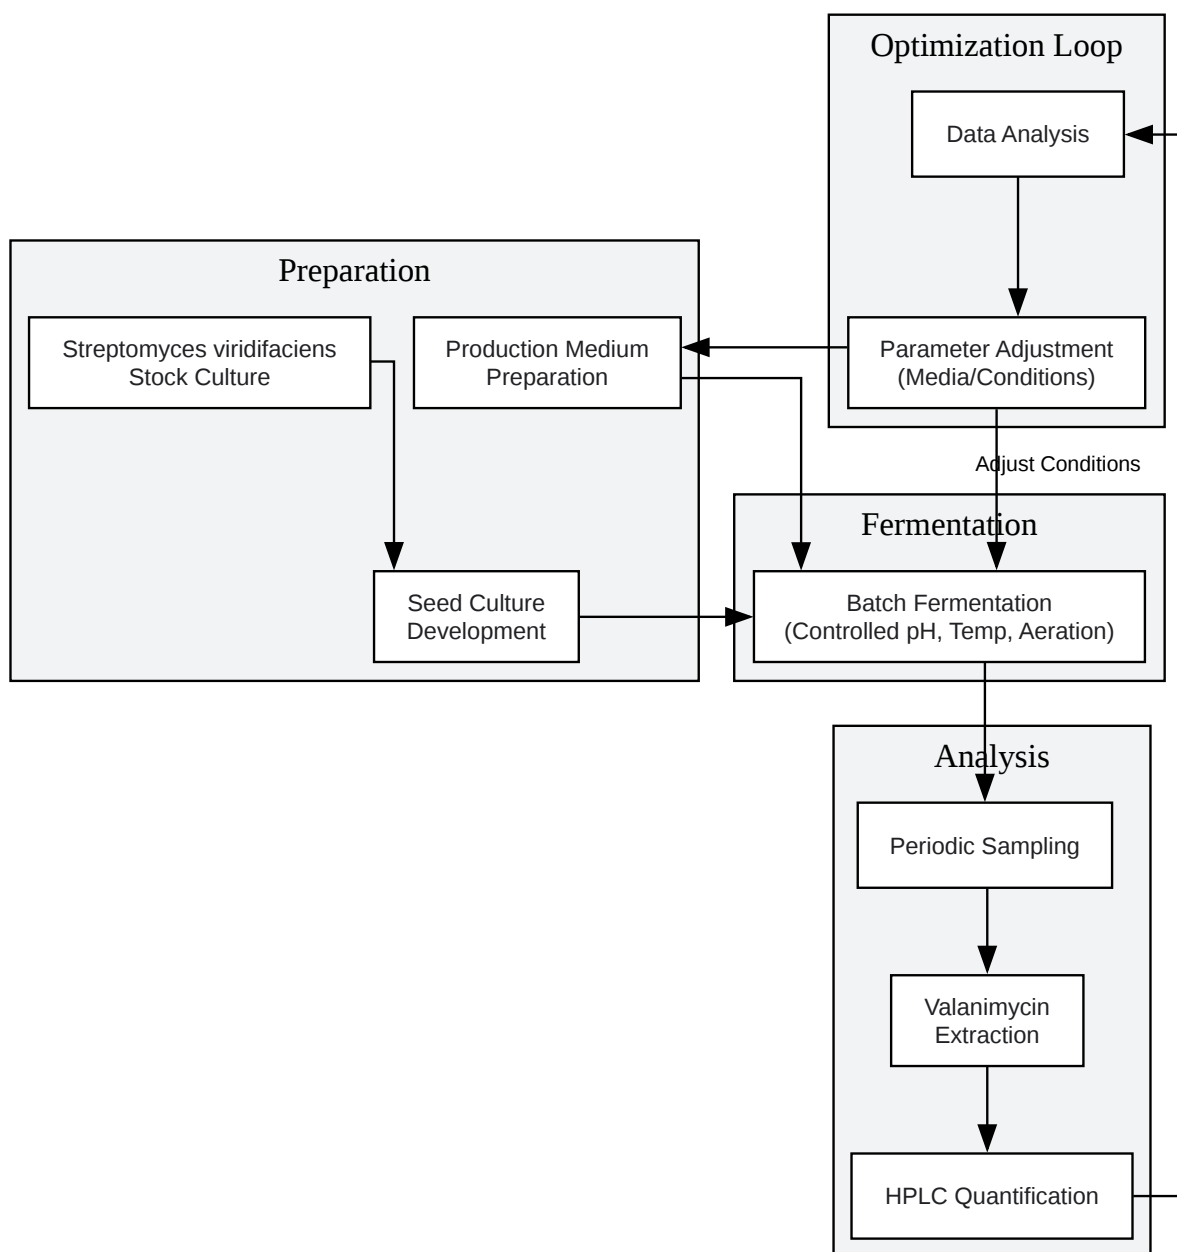 Optimization Loop
Data Analysis
Parameter Adjustment
(Media/Conditions)
Adjust Conditions
Preparation
Streptomyces viridifaciens
Stock Culture
Production Medium
Preparation
Seed Culture
Development
Fermentation
Batch Fermentation
(Controlled pH, Temp, Aeration)
Analysis
Periodic Sampling
Valanimycin
Extraction
HPLC Quantification